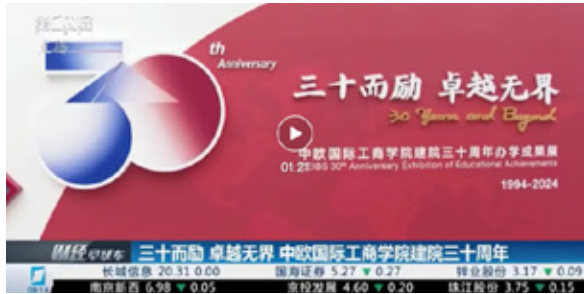 30
th
Anniversary
三十而励 卓越无界
30 Years and Beyond
中欧国际工商学院建院三十周年办学成果展
01:21
CEIBS 30th Anniversary Exhibition of Educational Achievements
1994-2024
三十而励 卓越无界 中欧国际工商学院建院三十周年
长城信息 20.31 0.00 国海证券 5.27 ▼ 0.27 锌业股份 3.17 ▼ 0.09
南京新百 6.98 ▼ 0.05 京投发展 4.60 ▼ 0.20 珠江股份 3.75 ▼ 0.15